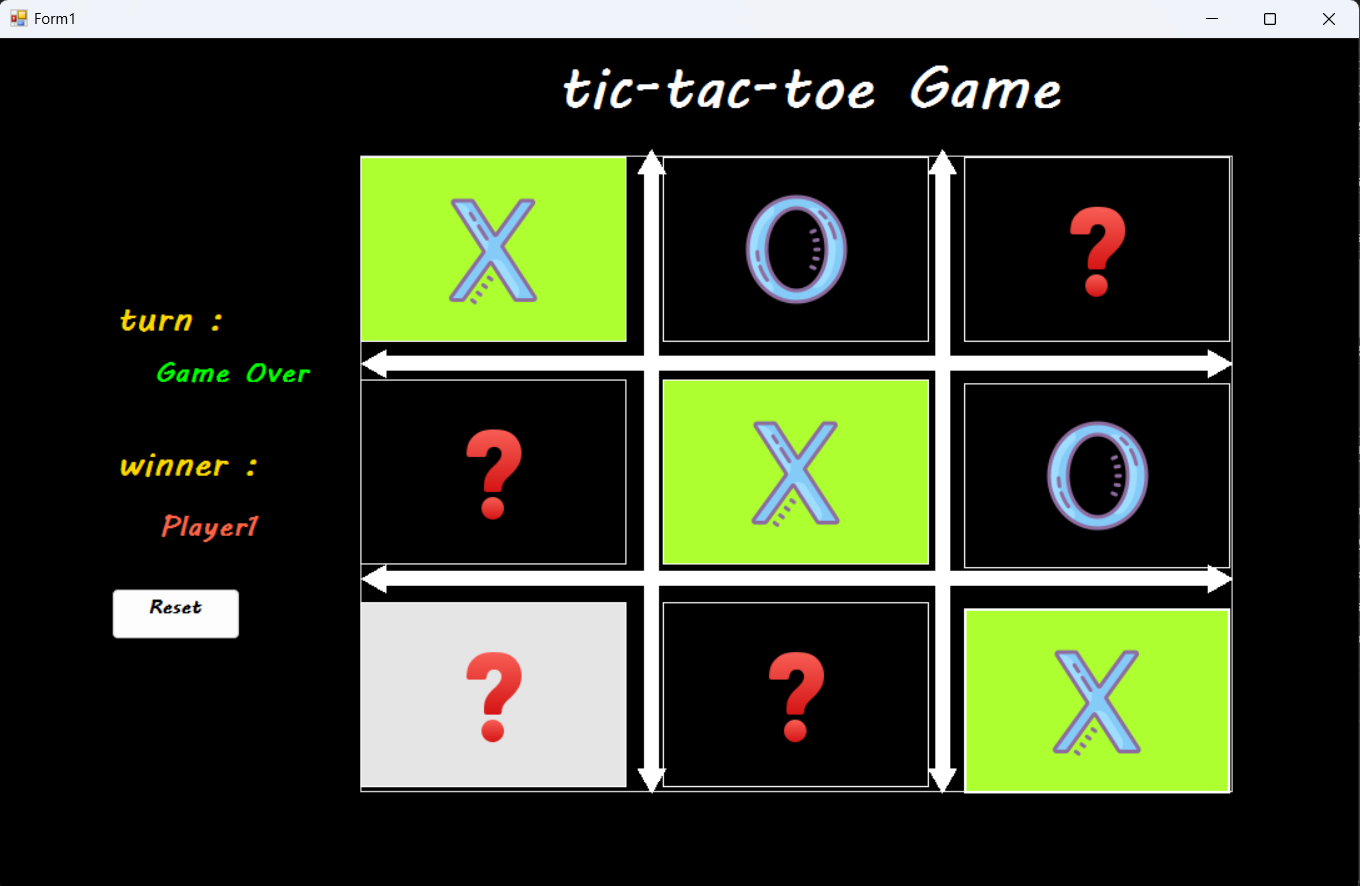 Form1
tic-tac-toe Game
X O ?
turn :
Game Over
? X O
winner :
Player1
Reset
? ? X